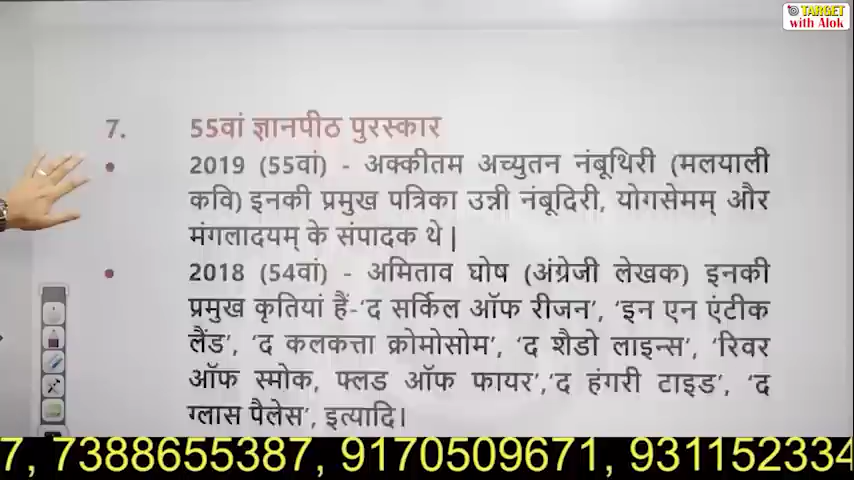 TARGET
with Alok
7. 55वां ज्ञानपीठ पुरस्कार
• 2019 (55वां) - अक्कीतम अच्युतन नंबूथिरी (मलयाली
कवि) इनकी प्रमुख पत्रिका उन्नी नंबूदिरी, योगसेमम् और
मंगलादयम् के संपादक थे |
• 2018 (54वां) - अमिताव घोष (अंग्रेजी लेखक) इनकी
प्रमुख कृतियां हैं-‘द सर्किल ऑफ रीजन’, ‘इन एन एंटीक
लैंड’, ‘द कलकत्ता क्रोमोसोम’, ‘द शैडो लाइन्स’, ‘रिवर
ऑफ स्मोक, फ्लड ऑफ फायर’,‘द हंगरी टाइड’, ‘द
ग्लास पैलेस’, इत्यादि।
7, 7388655387, 9170509671, 931152334